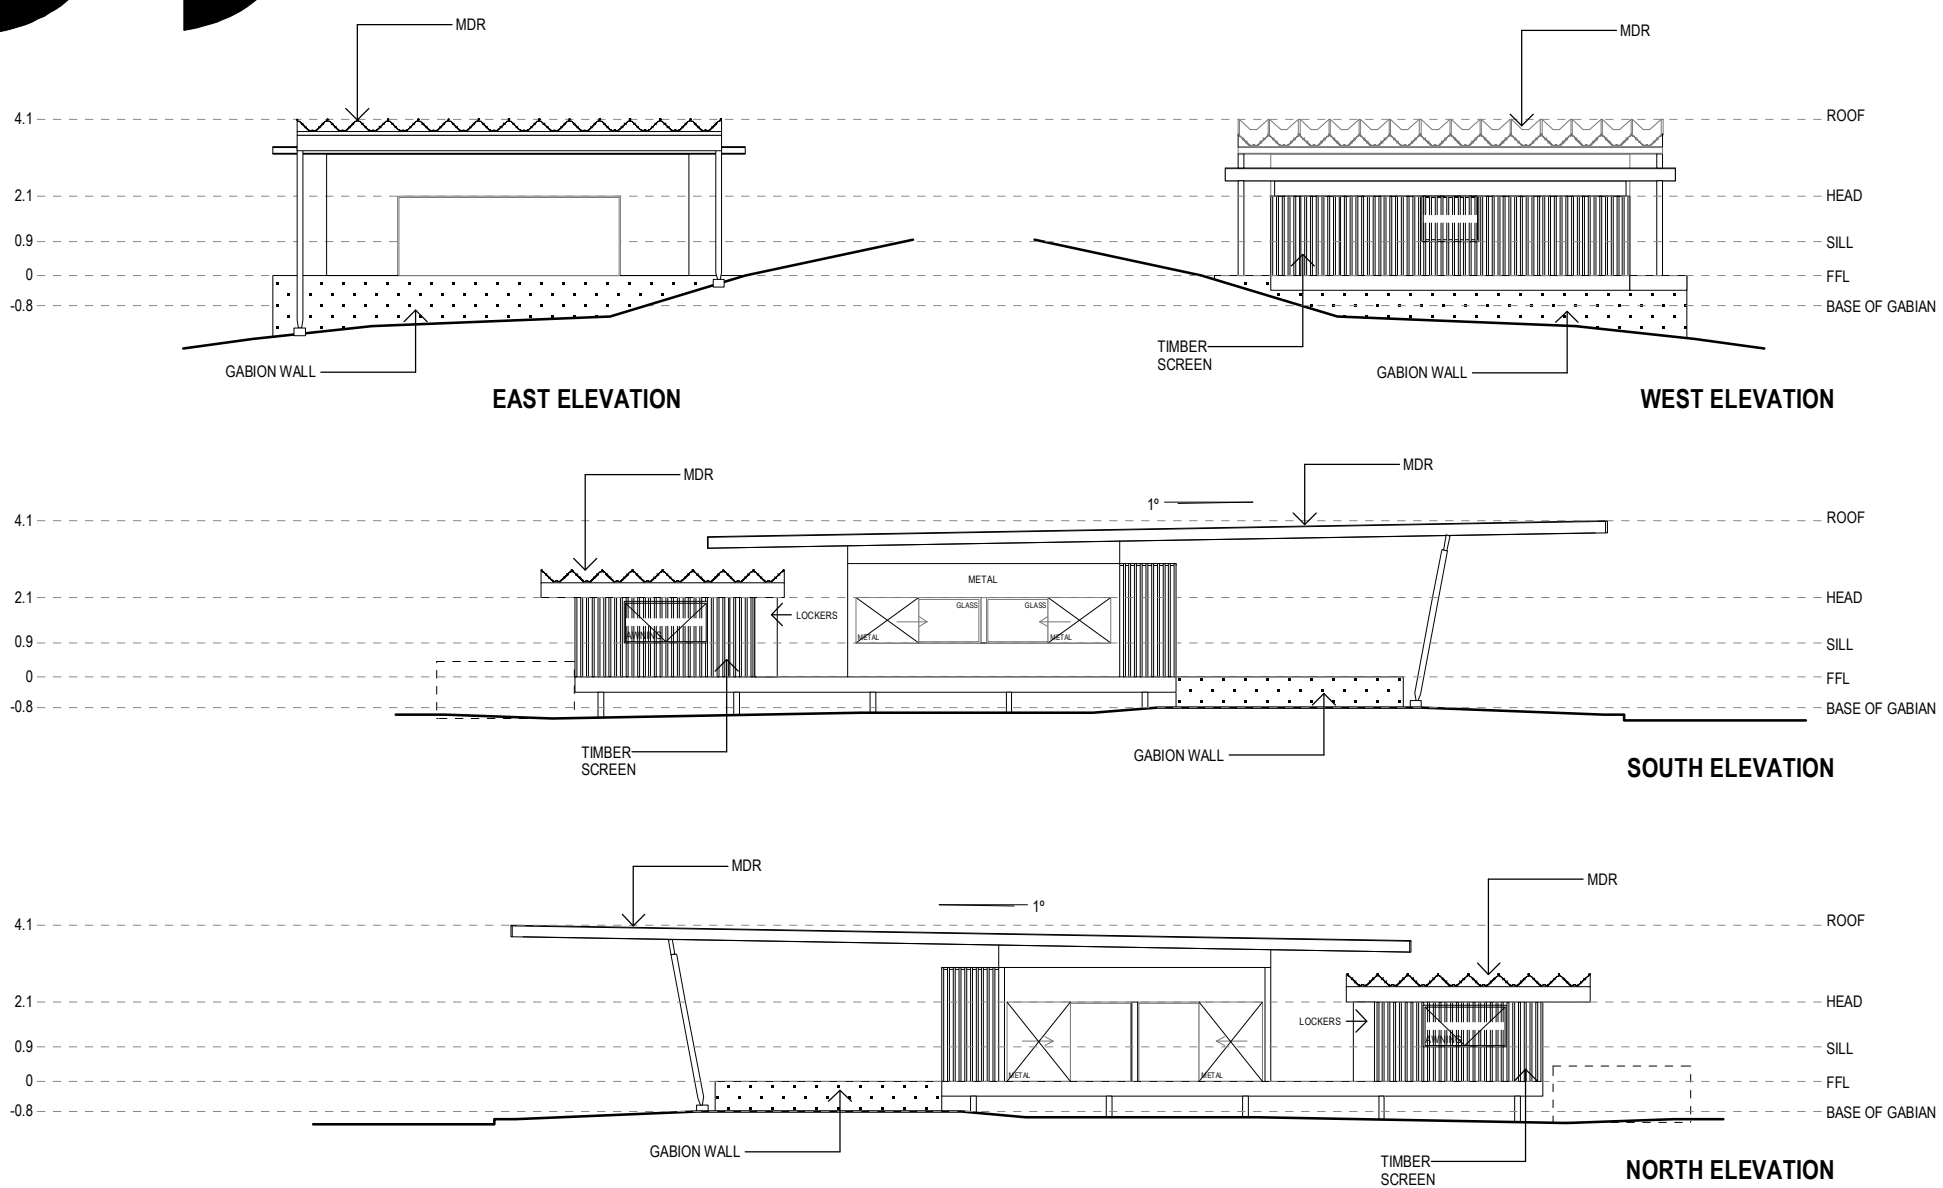 MDR
MDR
4.1
ROOF
2.1
HEAD
0.9
SILL
0
FFL
-0.8
BASE OF GABIAN
TIMBER
SCREEN
GABION WALL
GABION WALL
EAST ELEVATION
WEST ELEVATION
MDR
MDR
1º
4.1
ROOF
METAL
2.1
HEAD
GLASS
GLASS
LOCKERS
AWNING
METAL
METAL
0.9
SILL
0
FFL
-0.8
BASE OF GABIAN
TIMBER
SCREEN
GABION WALL
SOUTH ELEVATION
MDR
MDR
1º
4.1
ROOF
2.1
HEAD
LOCKERS
AWNING
0.9
SILL
METAL
METAL
0
FFL
-0.8
BASE OF GABIAN
GABION WALL
TIMBER
SCREEN
NORTH ELEVATION